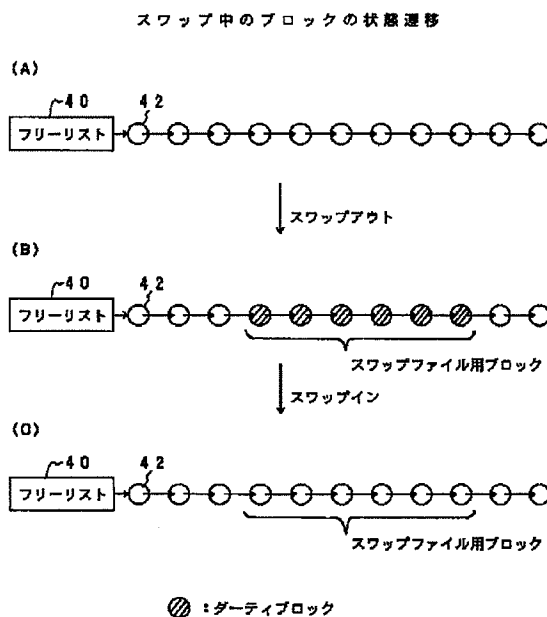 スワップ中のブロックの状態遷移
(A)
40
42
フリーリスト
スワップアウト
(B)
40
42
フリーリスト
スワップファイル用ブロック
スワップイン
(C)
40
42
フリーリスト
スワップファイル用ブロック
:ダーティブロック